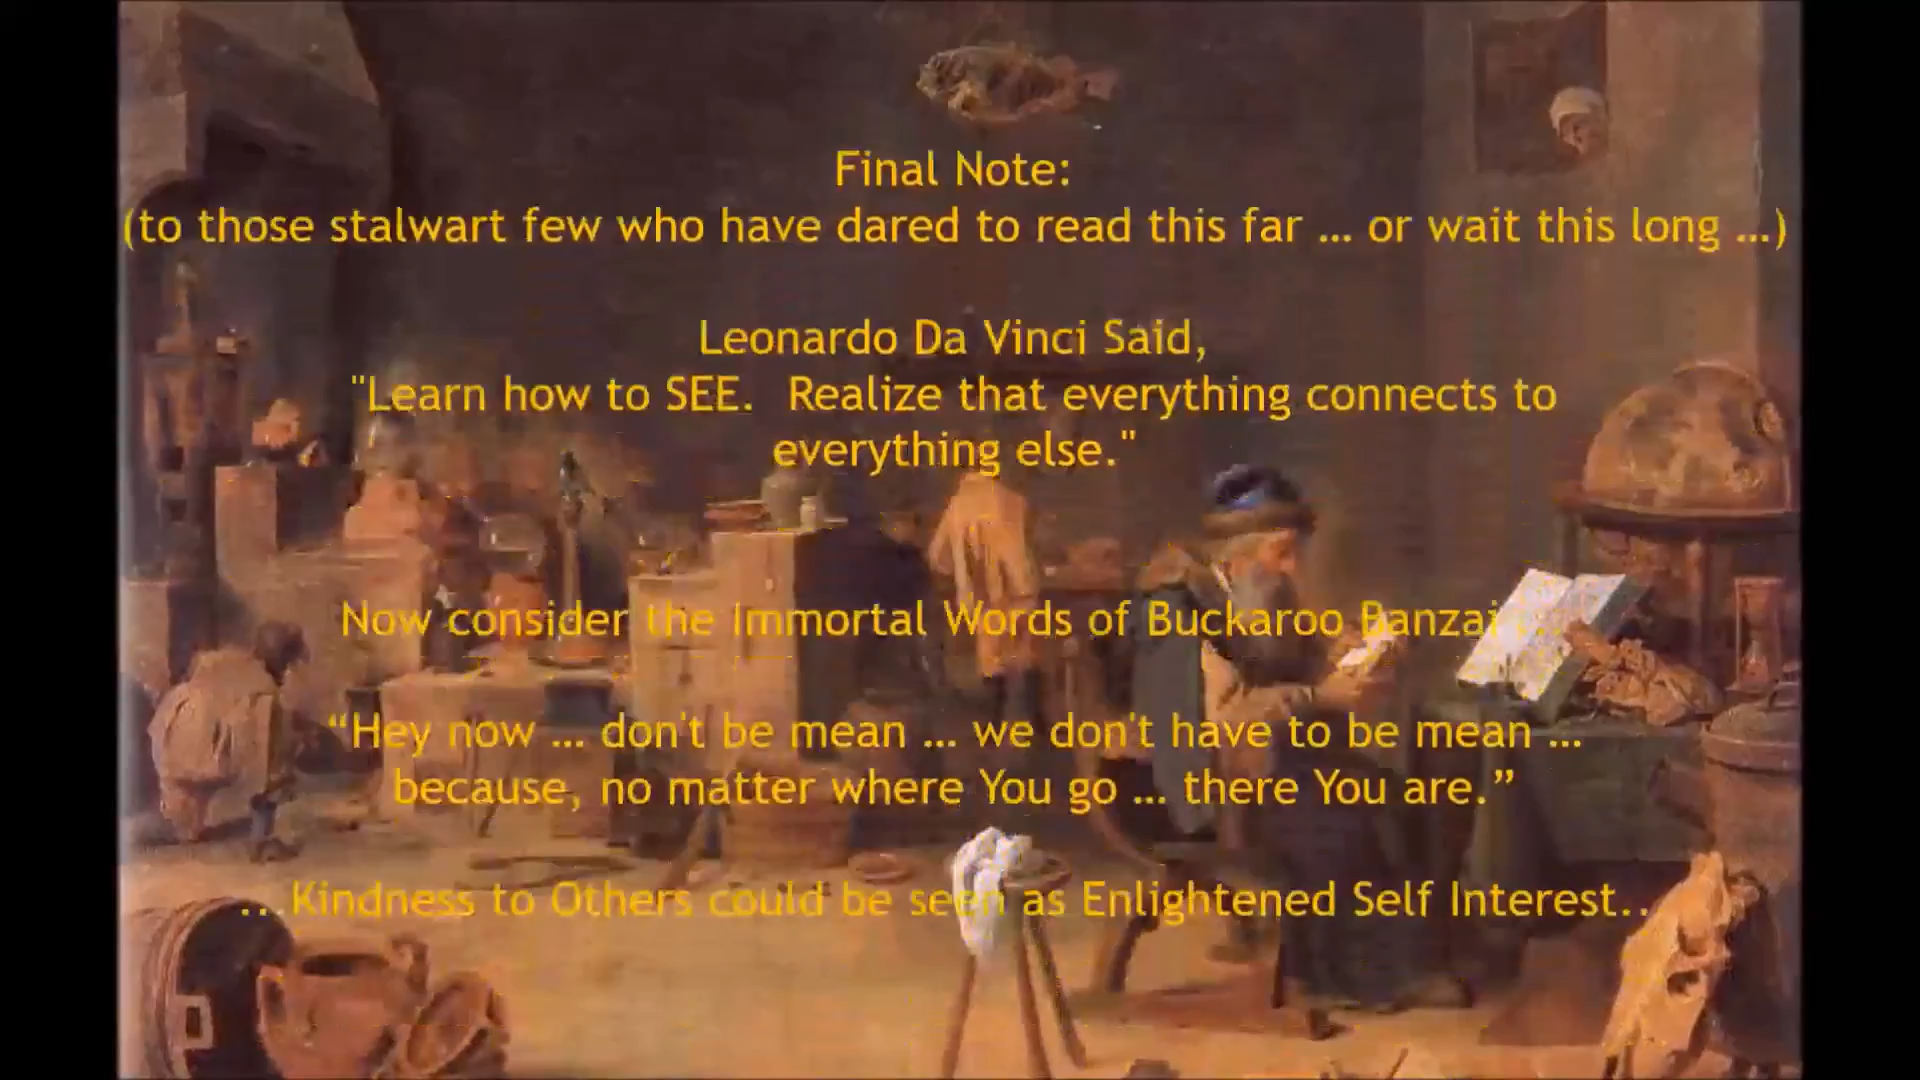 Final Note:
(to those stalwart few who have dared to read this far ... or wait this long ...)
Leonardo Da Vinci Said,
"Learn how to SEE.  Realize that everything connects to
everything else."
Now consider the Immortal Words of Buckaroo Banzai ...
“Hey now ... don't be mean ... we don't have to be mean ...
because, no matter where You go ... there You are.”
...Kindness to Others could be seen as Enlightened Self Interest...